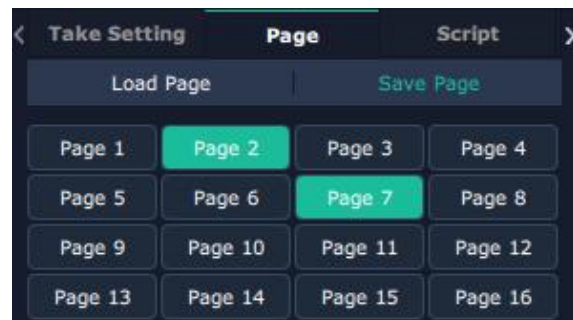 Take Setting Page Script
Load Page Save Page
Page 1 Page 2 Page 3 Page 4
Page 5 Page 6 Page 7 Page 8
Page 9 Page 10 Page 11 Page 12
Page 13 Page 14 Page 15 Page 16